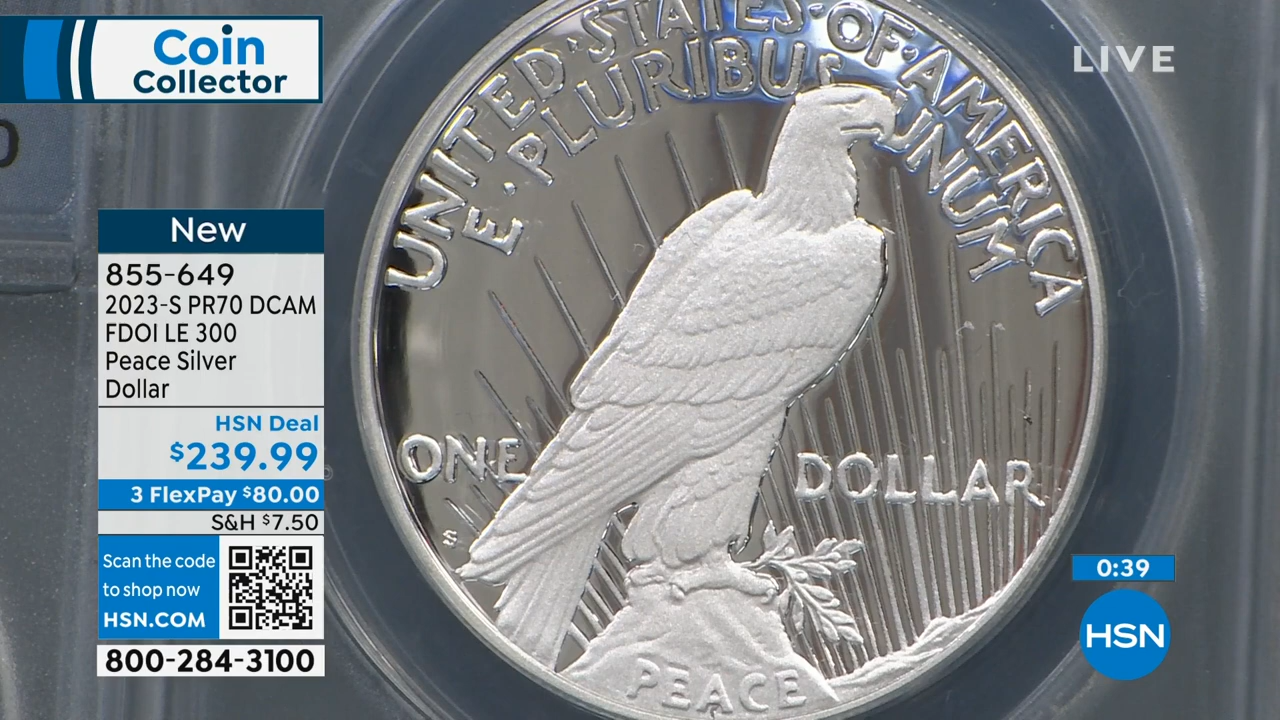 Coin
Collector
LIVE
New
855-649
2023-S PR70 DCAM
FDOI LE 300
Peace Silver
Dollar
HSN Deal
$239.99
3 FlexPay $80.00
S&H $7.50
Scan the code
to shop now
HSN.COM
800-284-3100
UNITED·STATES·OF·AMERICA
E·PLURIBUS UNUM
ONE DOLLAR
S
PEACE
0:39
HSN